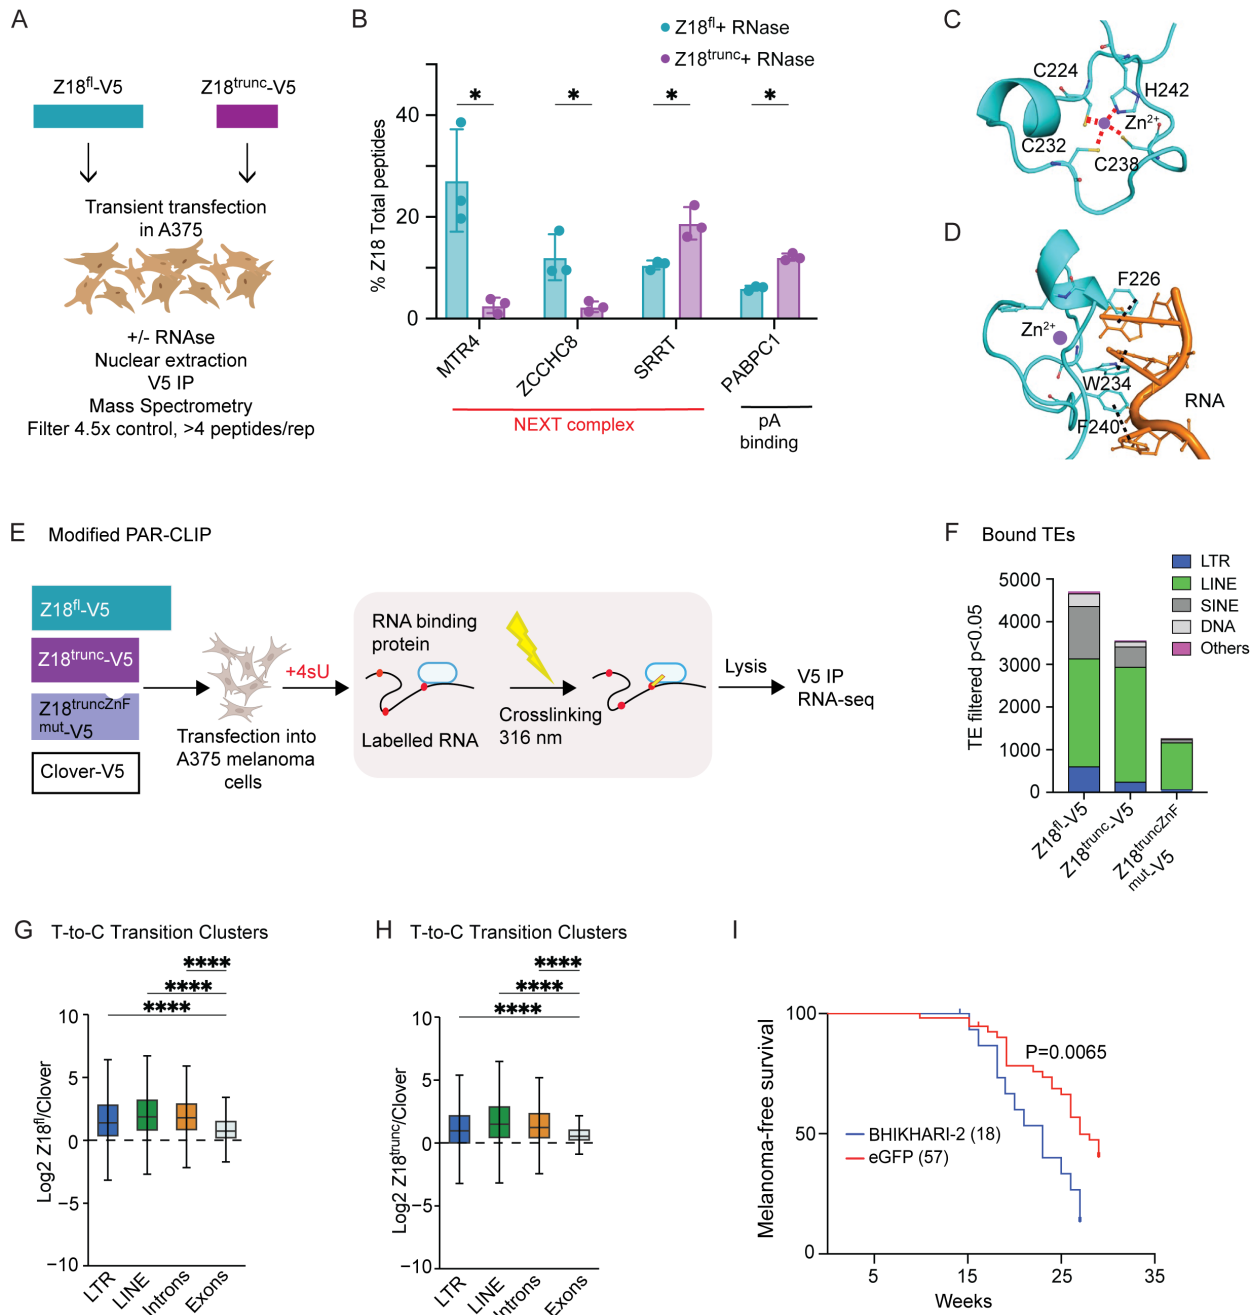 A
Z18fl-V5
Z18trunc-V5
Transient transfection
in A375
+/- RNAse
Nuclear extraction
V5 IP
Mass Spectrometry
Filter 4.5x control, >4 peptides/rep
B
Z18fl+ RNase
Z18trunc+ RNase
% Z18 Total peptides
40
20
0
*
*
*
*
MTR4
ZCCHC8
SRRT
PABPC1
NEXT complex
pA
binding
C
C224
H242
Zn2+
C232
C238
D
F226
Zn2+
W234
RNA
F240
E Modified PAR-CLIP
Z18fl-V5
Z18trunc-V5
Z18truncZnF
mut-V5
Clover-V5
Transfection into
A375 melanoma
cells
+4sU
RNA binding
protein
Labelled RNA
Crosslinking
316 nm
Lysis
V5 IP
RNA-seq
F Bound TEs
LTR
LINE
SINE
DNA
Others
TE filtered p<0.05
5000
4000
3000
2000
1000
0
Z18fl-V5
Z18trunc-V5
Z18truncZnF
mut-V5
G T-to-C Transition Clusters
****
****
****
Log2 Z18fl/Clover
10
5
0
−5
−10
LTR
LINE
Introns
Exons
H T-to-C Transition Clusters
****
****
****
Log2 Z18trunc/Clover
10
5
0
−5
−10
LTR
LINE
Introns
Exons
I
Melanoma-free survival
100
50
0
P=0.0065
BHIKHARI-2 (18)
eGFP (57)
5
15
25
35
Weeks